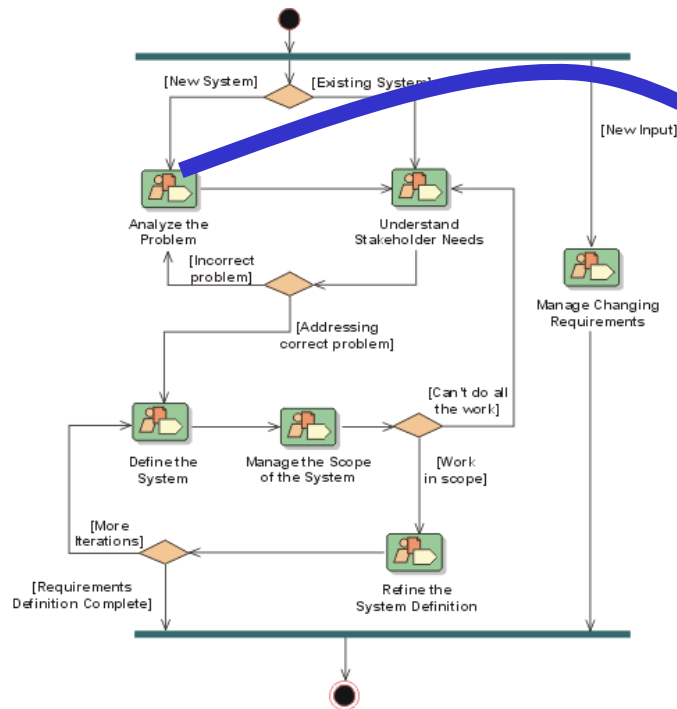 [New System]
[Existing System]
[New Input]
Analyze the
Problem
Understand
Stakeholder Needs
[Incorrect
problem]
Manage Changing
Requirements
[Addressing
correct problem]
[Can't do all
the work]
Define the
System
Manage the Scope
of the System
[Work
in scope]
[More
Iterations]
[Requirements
Definition Complete]
Refine the
System Definition